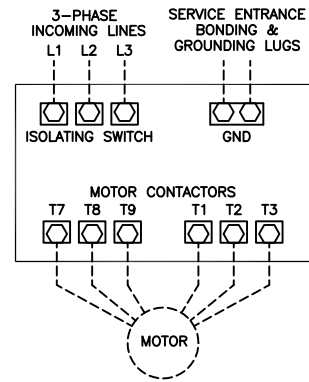 3-PHASE
INCOMING LINES
L1 L2 L3
SERVICE ENTRANCE
BONDING &
GROUNDING LUGS
ISOLATING SWITCH
GND
MOTOR CONTACTORS
T7 T8 T9 T1 T2 T3
MOTOR